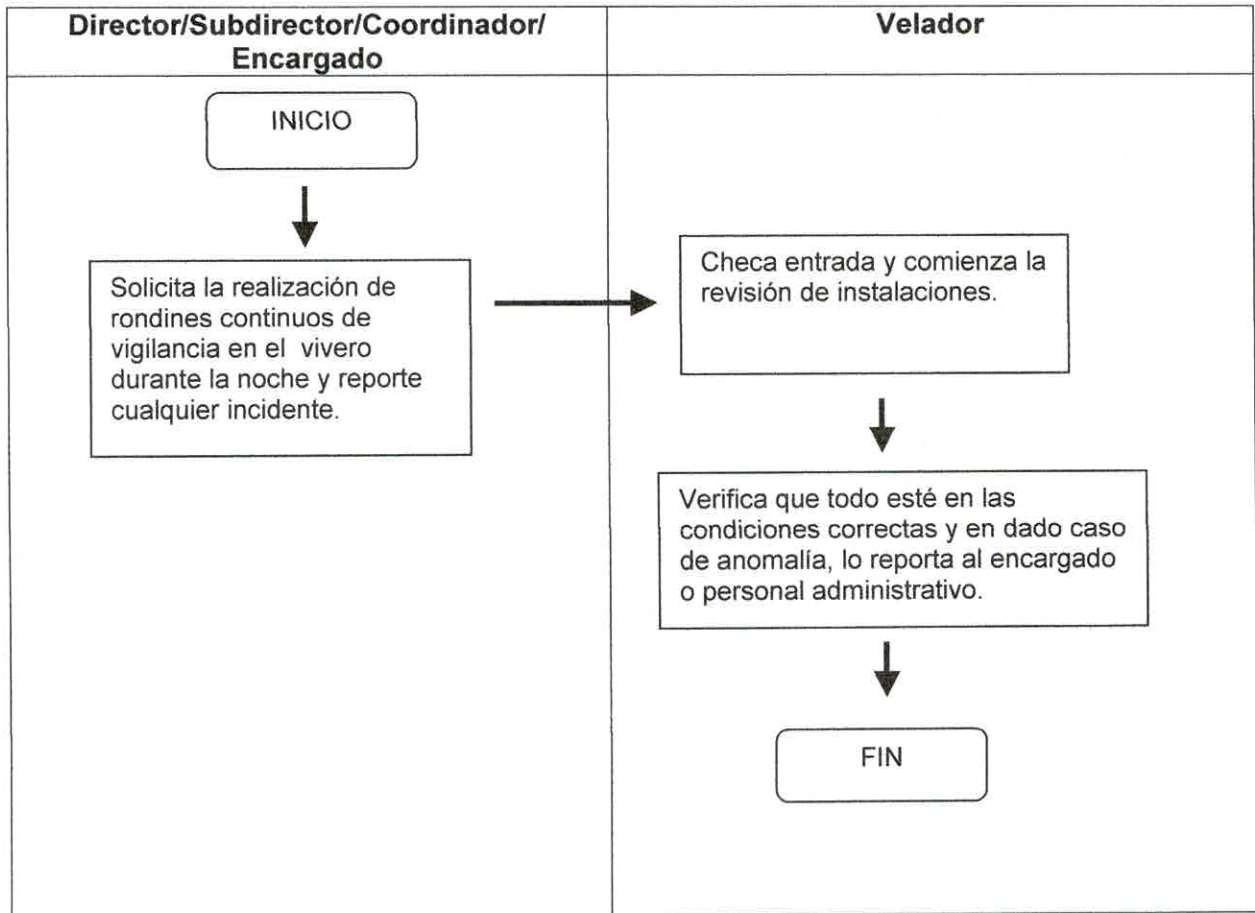 Director/Subdirector/Coordinador/
Encargado
Velador
INICIO
Solicita la realización de
rondines continuos de
vigilancia en el vivero
durante la noche y reporte
cualquier incidente.
Checa entrada y comienza la
revisión de instalaciones.
Verifica que todo esté en las
condiciones correctas y en dado caso
de anomalía, lo reporta al encargado
o personal administrativo.
FIN